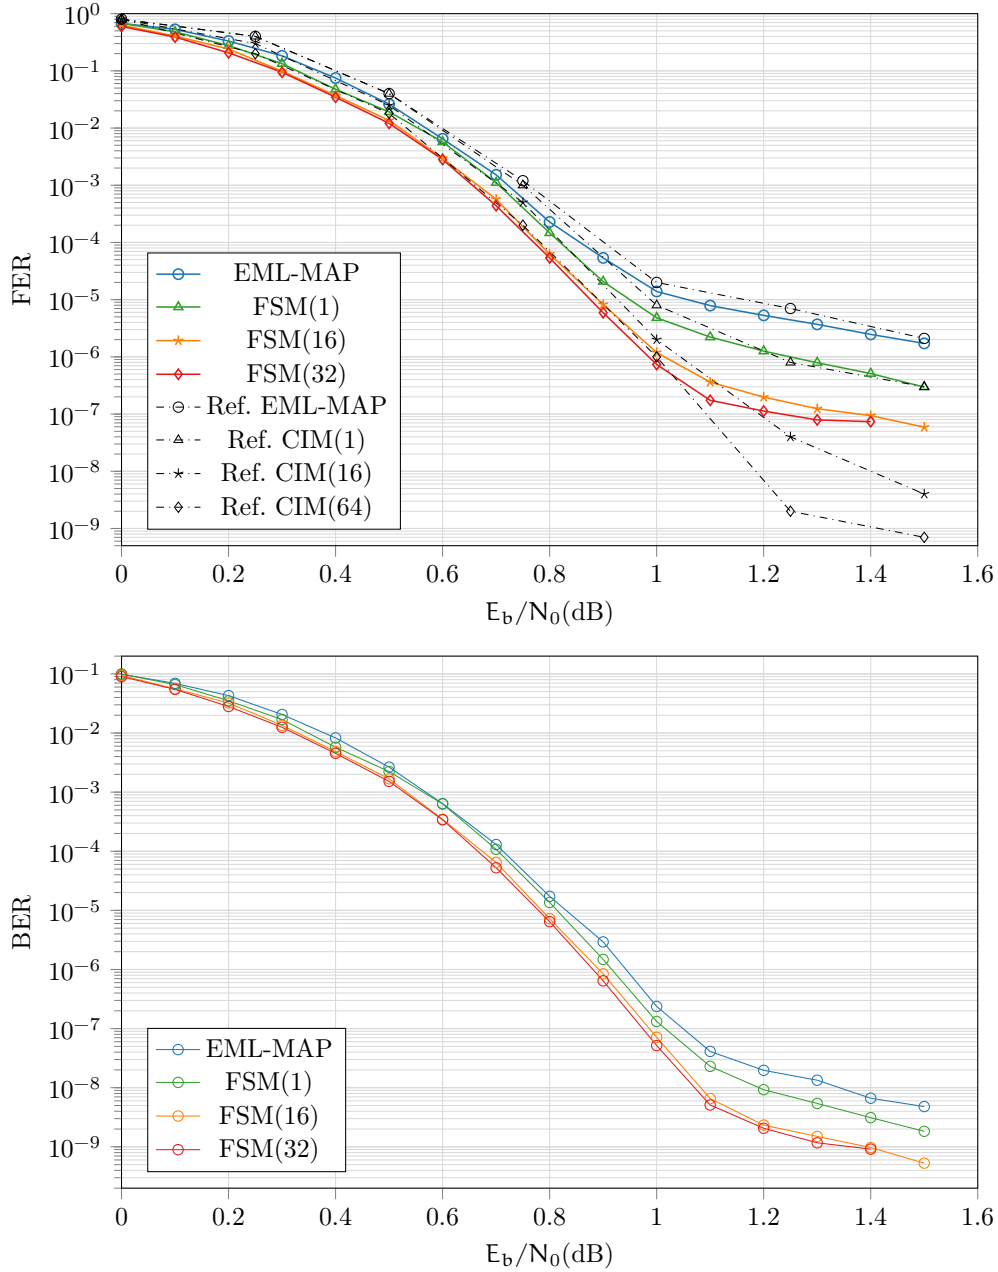 10^0
10^−1
10^−2
10^−3
10^−4
10^−5
10^−6
10^−7
10^−8
10^−9
FER
EML-MAP
FSM(1)
FSM(16)
FSM(32)
Ref. EML-MAP
Ref. CIM(1)
Ref. CIM(16)
Ref. CIM(64)
0 0.2 0.4 0.6 0.8 1 1.2 1.4 1.6
E_b/N_0(dB)
10^−1
10^−2
10^−3
10^−4
10^−5
10^−6
10^−7
10^−8
10^−9
BER
EML-MAP
FSM(1)
FSM(16)
FSM(32)
0 0.2 0.4 0.6 0.8 1 1.2 1.4 1.6
E_b/N_0(dB)